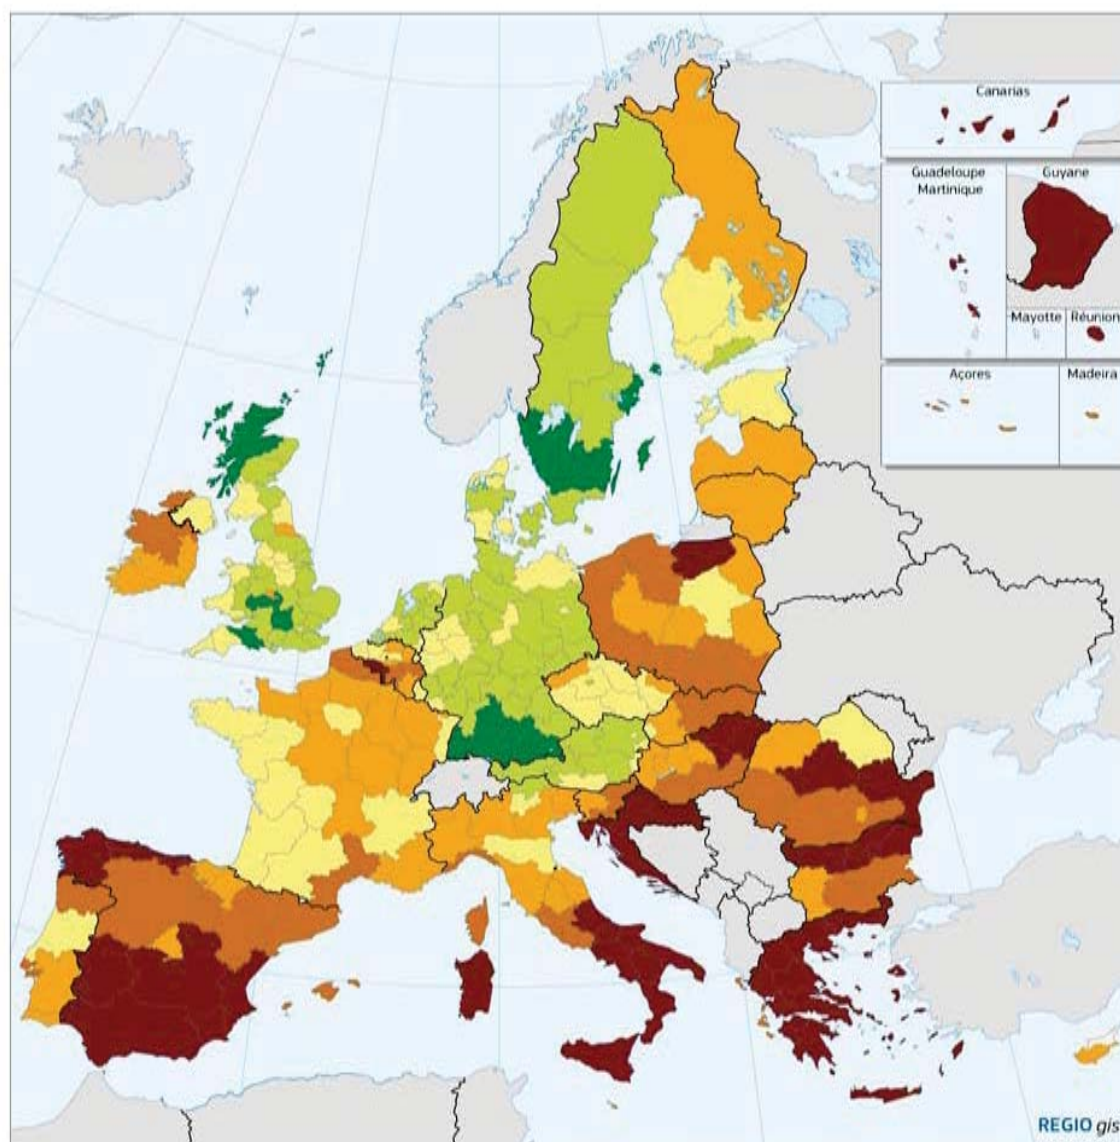 Canarias
Guadeloupe
Martinique
Guyane
Mayotte
Réunion
Açores
Madeira
REGIO gis